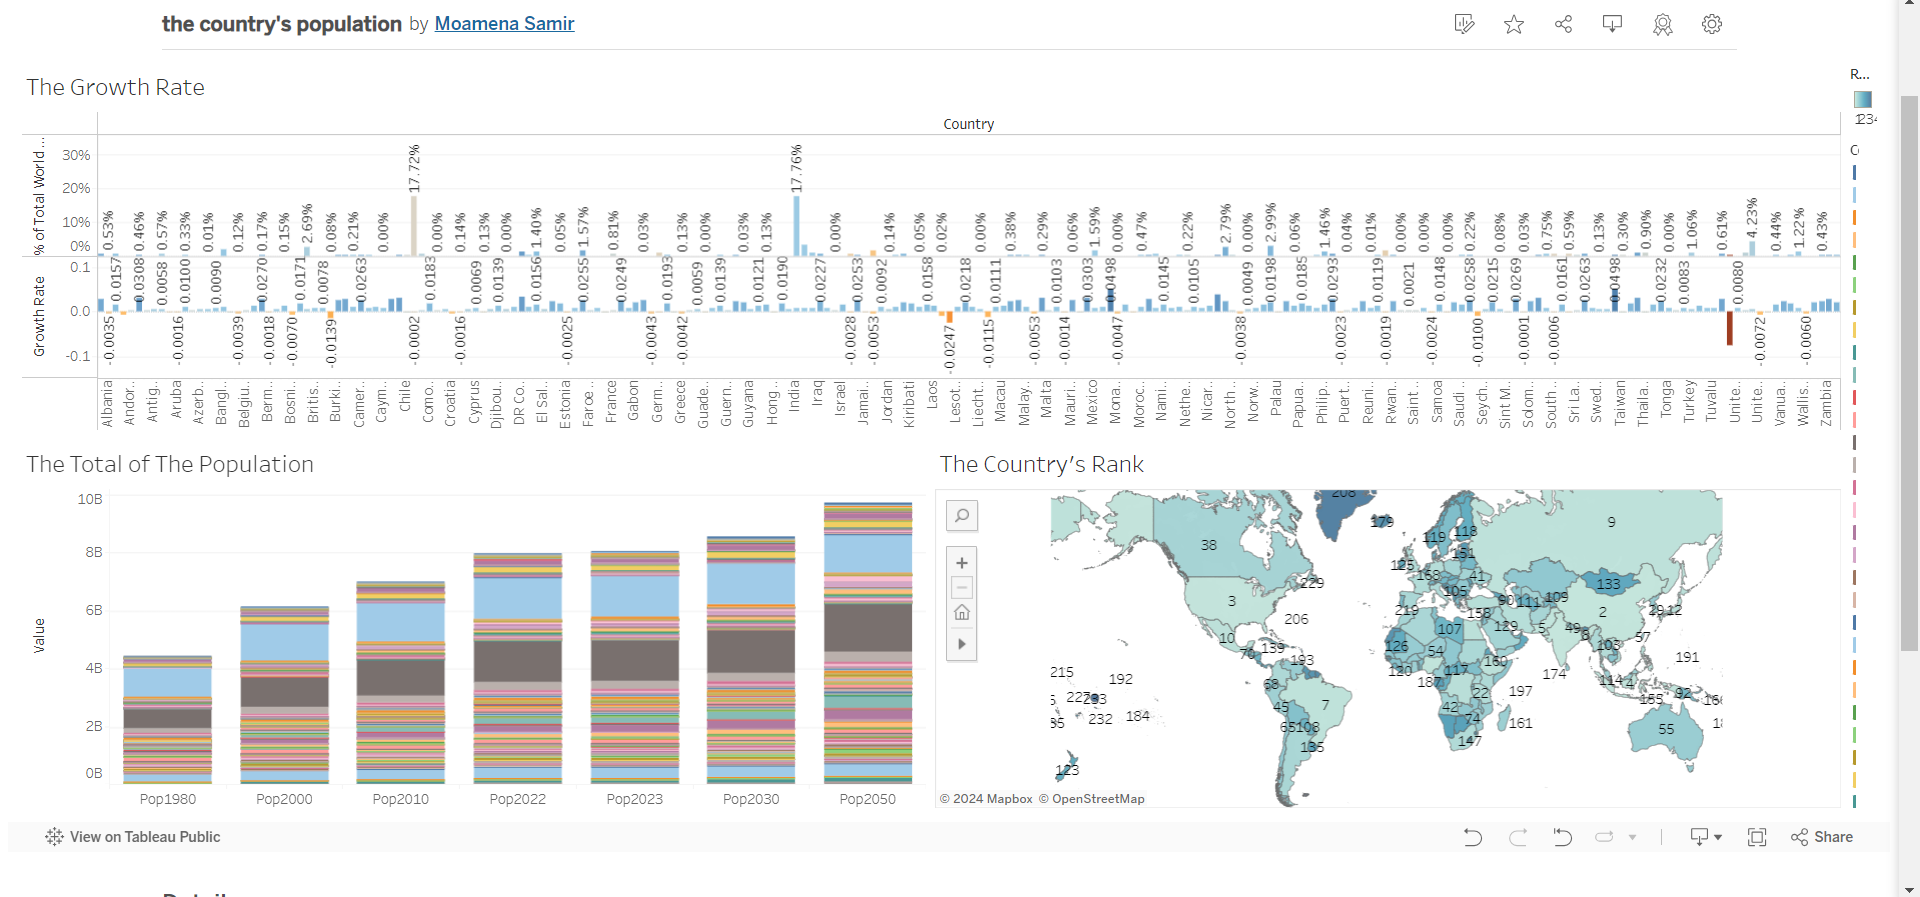 the country's population by Moamena Samir
The Growth Rate
R...
Country
% of Total World ...
30%
20%
10%
0%
0.53% 0.46% 0.57% 0.33% 0.01% 0.12% 0.17% 0.15% 2.69% 0.08% 0.21% 0.00% 17.72% 0.00% 0.14% 0.13% 0.00% 1.40% 0.05% 1.57% 0.81% 0.03% 0.13% 0.00% 0.03% 0.13% 17.76% 0.00% 0.14% 0.05% 0.02% 0.00% 0.38% 0.29% 0.06% 1.59% 0.00% 0.47% 0.22% 2.79% 0.00% 2.99% 0.06% 1.46% 0.04% 0.01% 0.00% 0.00% 0.00% 0.22% 0.08% 0.03% 0.75% 0.59% 0.13% 0.30% 0.90% 0.00% 1.06% 0.61% 4.23% 0.44% 1.22% 0.43%
Growth Rate
0.1
0.0
-0.1
0.0157 0.0308 0.0058 0.0100 0.0090 0.0270 0.0171 0.0078 0.0263 0.0183 0.0069 0.0139 0.0156 0.0255 0.0249 0.0193 0.0059 0.0139 0.0121 0.0190 0.0227 0.0253 0.0092 0.0158 0.0218 0.0111 0.0103 0.0303 0.0498 0.0145 0.0105 0.0049 0.0198 0.0185 0.0293 0.0119 0.0021 0.0148 0.0258 0.0215 0.0269 0.0161 0.0263 0.0498 0.0232 0.0083 0.0080
-0.0035 -0.0016 -0.0039 -0.0018 -0.0070 -0.0139 -0.0002 -0.0016 -0.0025 -0.0043 -0.0042 -0.0028 -0.0053 -0.0247 -0.0115 -0.0053 -0.0014 -0.0047 -0.0038 -0.0023 -0.0019 -0.0024 -0.0100 -0.0001 -0.0006 -0.0072 -0.0060
Albania Andor.. Antig.. Aruba Azerb.. Bangl.. Belgiu.. Berm.. Bosni.. Britis.. Burki.. Camer.. Caym.. Chile Como.. Croatia Cyprus Djibou.. DR Co.. El Sal.. Estonia Faroe .. France Gabon Germ.. Greece Guade.. Guern.. Guyana Hong .. India Iraq Israel Jamai.. Jordan Kiribati Laos Lesot.. Liecht.. Macau Malay.. Malta Mauri.. Mexico Mona.. Moroc.. Nami.. Nethe.. Nicar.. North .. Norw.. Palau Papua.. Philip.. Puert.. Reuni.. Rwan.. Saint .. Samoa Saudi .. Seych.. Sint M.. Solom.. South .. Sri La.. Swed.. Taiwan Thaila.. Tonga Turkey Tuvalu Unite.. Unite.. Vanua.. Wallis.. Zambia
The Total of The Population
Value
10B
8B
6B
4B
2B
0B
Pop1980 Pop2000 Pop2010 Pop2022 Pop2023 Pop2030 Pop2050
The Country's Rank
208
179 9
38 119 118
151
125 168 41 133
229 105
3 90 111 109
206 219 158 2 29 12
10 107 129 5 49 8 57
139 126 54 103 191
193 160
215 192 68 120 117 174 114
187 22 197 155 92
7
232 184 45 42
65 108 74 161 55
135 147
123
© 2024 Mapbox © OpenStreetMap
View on Tableau Public
Share